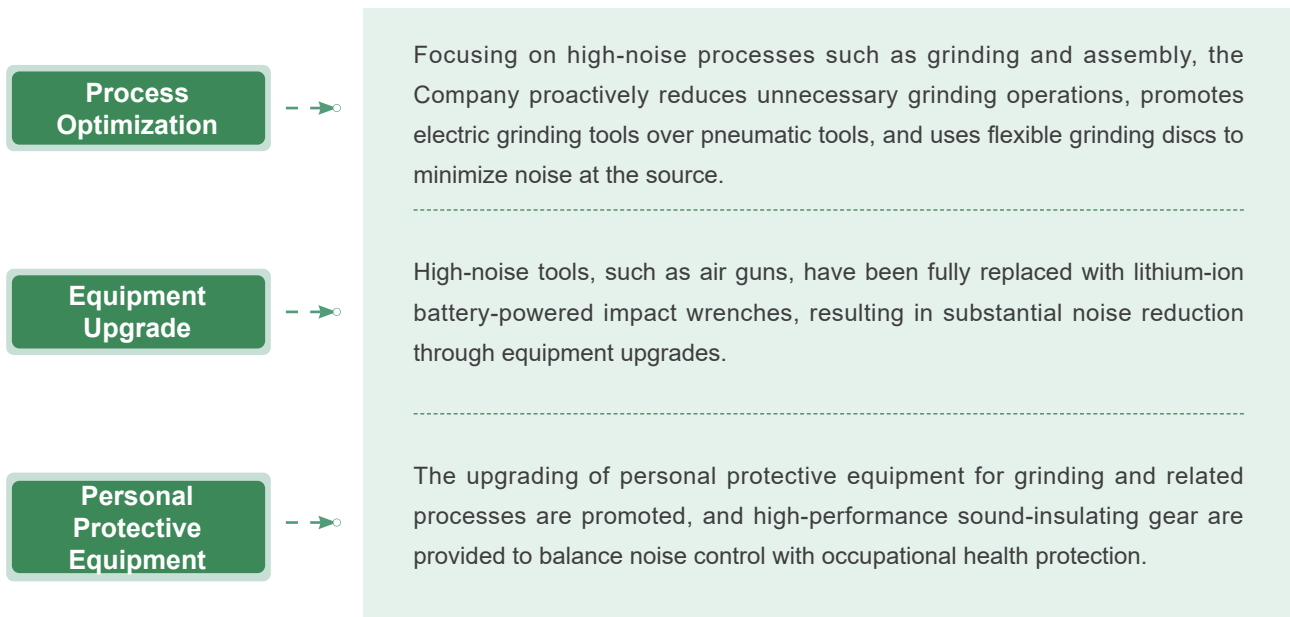 Process
Optimization
Focusing on high-noise processes such as grinding and assembly, the
Company proactively reduces unnecessary grinding operations, promotes
electric grinding tools over pneumatic tools, and uses flexible grinding discs to
minimize noise at the source.
Equipment
Upgrade
High-noise tools, such as air guns, have been fully replaced with lithium-ion
battery-powered impact wrenches, resulting in substantial noise reduction
through equipment upgrades.
Personal
Protective
Equipment
The upgrading of personal protective equipment for grinding and related
processes are promoted, and high-performance sound-insulating gear are
provided to balance noise control with occupational health protection.